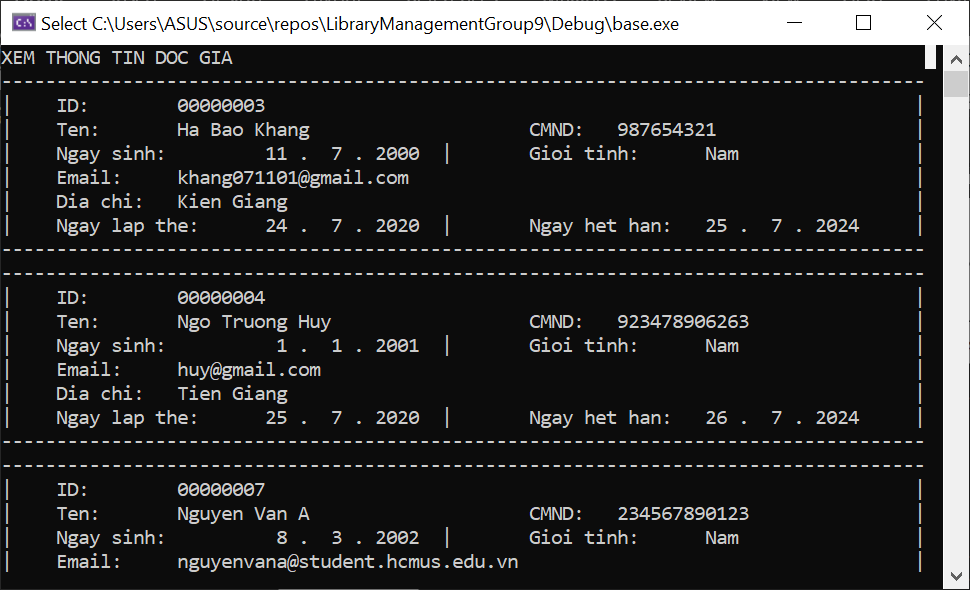 Select C:\Users\ASUS\source\repos\LibraryManagementGroup9\Debug\base.exe
XEM THONG TIN DOC GIA
------------------------------------------------------------------------------------
|    ID:        00000003    |
|    Ten:       Ha Bao Khang                    CMND:   987654321    |
|    Ngay sinh:         11 .  7 . 2000  |       Gioi tinh:      Nam    |
|    Email:     khang071101@gmail.com    |
|    Dia chi:   Kien Giang    |
|    Ngay lap the:      24 .  7 . 2020  |       Ngay het han:   25 .  7 . 2024    |
------------------------------------------------------------------------------------
------------------------------------------------------------------------------------
|    ID:        00000004    |
|    Ten:       Ngo Truong Huy                  CMND:   923478906263    |
|    Ngay sinh:          1 .  1 . 2001  |       Gioi tinh:      Nam    |
|    Email:     huy@gmail.com    |
|    Dia chi:   Tien Giang    |
|    Ngay lap the:      25 .  7 . 2020  |       Ngay het han:   26 .  7 . 2024    |
------------------------------------------------------------------------------------
------------------------------------------------------------------------------------
|    ID:        00000007    |
|    Ten:       Nguyen Van A                    CMND:   234567890123    |
|    Ngay sinh:          8 .  3 . 2002  |       Gioi tinh:      Nam    |
|    Email:     nguyenvana@student.hcmus.edu.vn    |